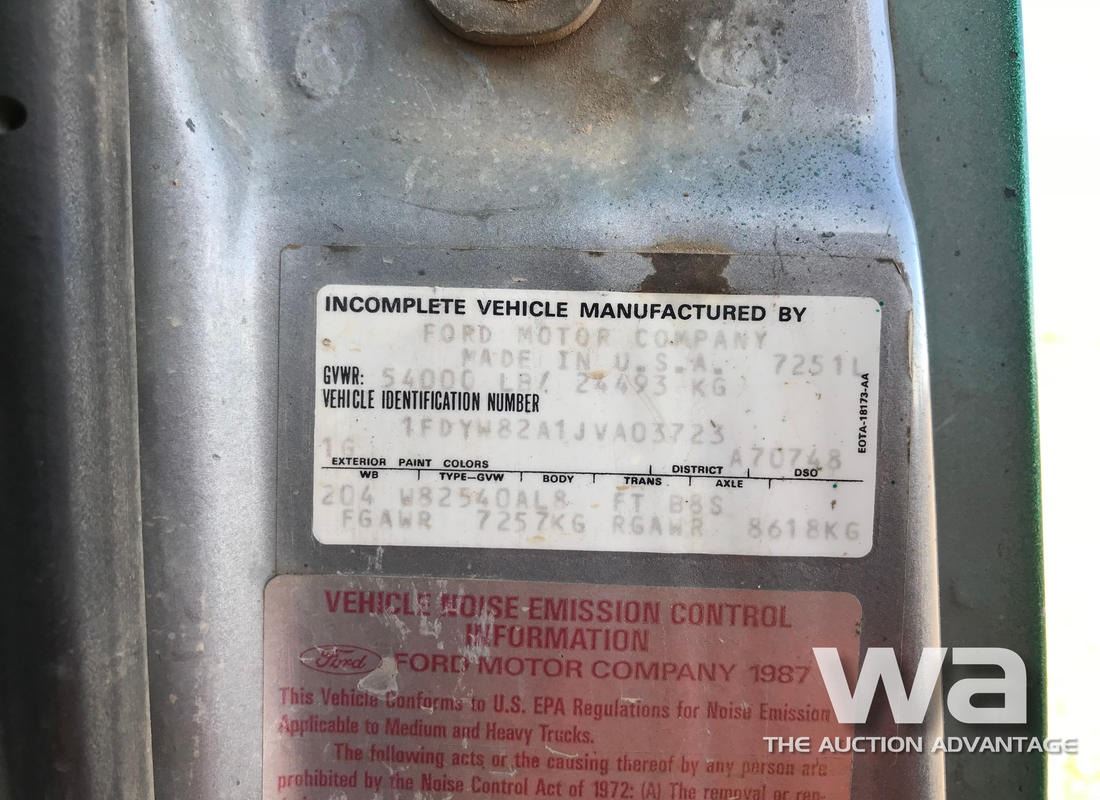 INCOMPLETE VEHICLE MANUFACTURED BY
FORD MOTOR COMPANY
MADE IN U.S.A. 7251L
GVWR: 54000 LB/ 24493 KG
VEHICLE IDENTIFICATION NUMBER
1FDYW82A1JVA03723
EOTA-18173-AA
1G A70748
EXTERIOR PAINT COLORS DISTRICT DSO
WB TYPE-GVW BODY TRANS AXLE
204 W82540AL8 FT B8S
FGAWR 7257KG RGAWR 8618KG
VEHICLE NOISE EMISSION CONTROL
INFORMATION
Ford FORD MOTOR COMPANY 1987
This Vehicle Conforms to U.S. EPA Regulations for Noise Emission
Applicable to Medium and Heavy Trucks.
The following acts or the causing thereof by any person are
prohibited by the Noise Control Act of 1972: (A) The removal or ren-
wa
THE AUCTION ADVANTAGE